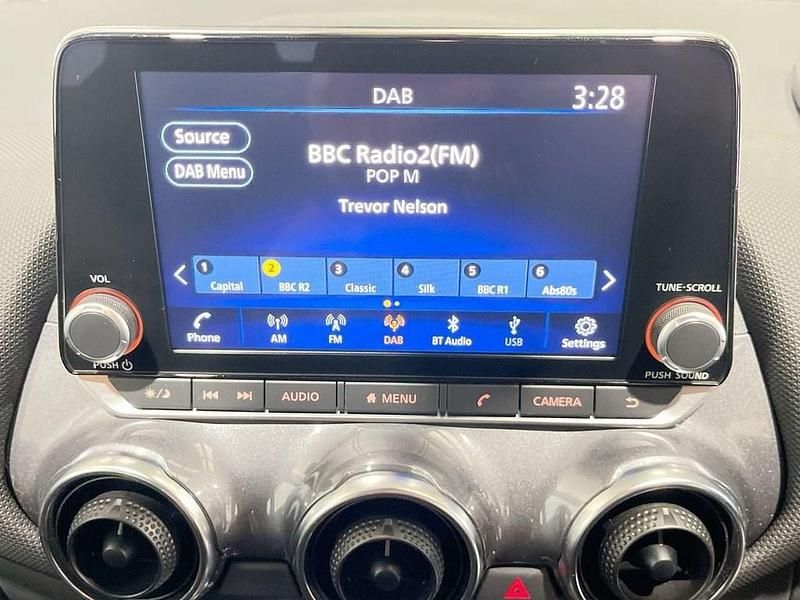 DAB 3:28
Source
DAB Menu
BBC Radio2(FM)
POP M
Trevor Nelson
1 Capital
2 BBC R2
3 Classic
4 Silk
5 BBC R1
6 Abs80s
Phone
AM
FM
DAB
BT Audio
USB
Settings
VOL
PUSH
TUNE·SCROLL
PUSH SOUND
AUDIO
MENU
CAMERA